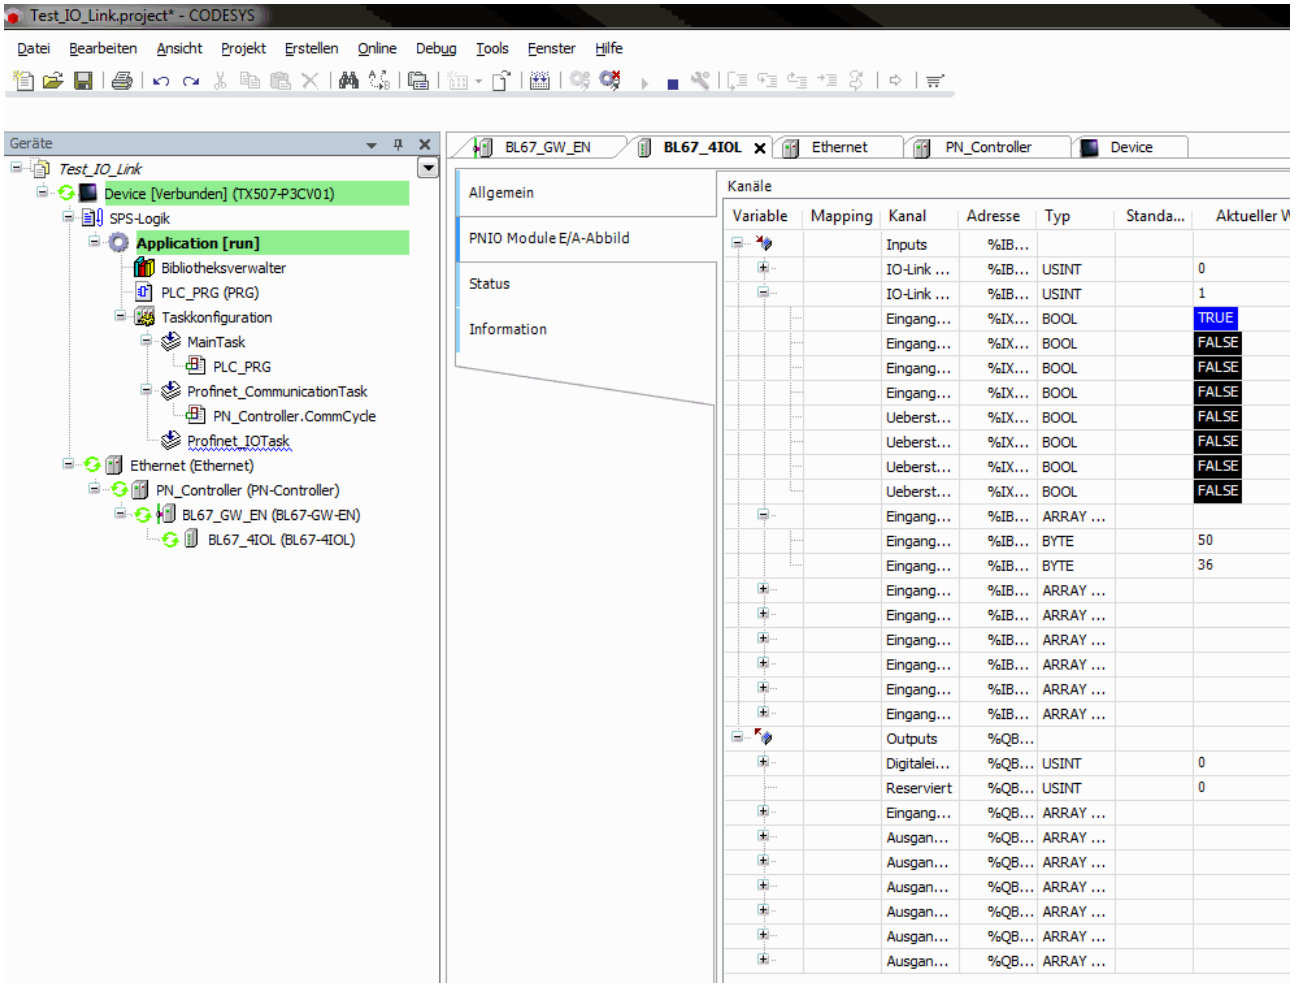 Test_IO_Link.project* - CODESYS
Datei Bearbeiten Ansicht Projekt Erstellen Online Debug Tools Fenster Hilfe
Geräte
Test_IO_Link
Device [Verbunden] (TX507-P3CV01)
SPS-Logik
Application [run]
Bibliotheksverwalter
PLC_PRG (PRG)
Taskkonfiguration
MainTask
PLC_PRG
Profinet_CommunicationTask
PN_Controller.CommCycle
Profinet_IOTask
Ethernet (Ethernet)
PN_Controller (PN-Controller)
BL67_GW_EN (BL67-GW-EN)
BL67_4IOL (BL67-4IOL)
BL67_GW_EN BL67_4IOL Ethernet PN_Controller Device
Allgemein
PNIO Module E/A-Abbild
Status
Information
Kanäle
Variable Mapping Kanal Adresse Typ Standa... Aktueller W
Inputs %IB...
IO-Link ... %IB... USINT 0
IO-Link ... %IB... USINT 1
Eingang... %IX... BOOL TRUE
Eingang... %IX... BOOL FALSE
Eingang... %IX... BOOL FALSE
Eingang... %IX... BOOL FALSE
Ueberst... %IX... BOOL FALSE
Ueberst... %IX... BOOL FALSE
Ueberst... %IX... BOOL FALSE
Ueberst... %IX... BOOL FALSE
Eingang... %IB... ARRAY ...
Eingang... %IB... BYTE 50
Eingang... %IB... BYTE 36
Eingang... %IB... ARRAY ...
Eingang... %IB... ARRAY ...
Eingang... %IB... ARRAY ...
Eingang... %IB... ARRAY ...
Eingang... %IB... ARRAY ...
Eingang... %IB... ARRAY ...
Outputs %QB...
Digitalei... %QB... USINT 0
Reserviert %QB... USINT 0
Eingang... %QB... ARRAY ...
Ausgan... %QB... ARRAY ...
Ausgan... %QB... ARRAY ...
Ausgan... %QB... ARRAY ...
Ausgan... %QB... ARRAY ...
Ausgan... %QB... ARRAY ...
Ausgan... %QB... ARRAY ...